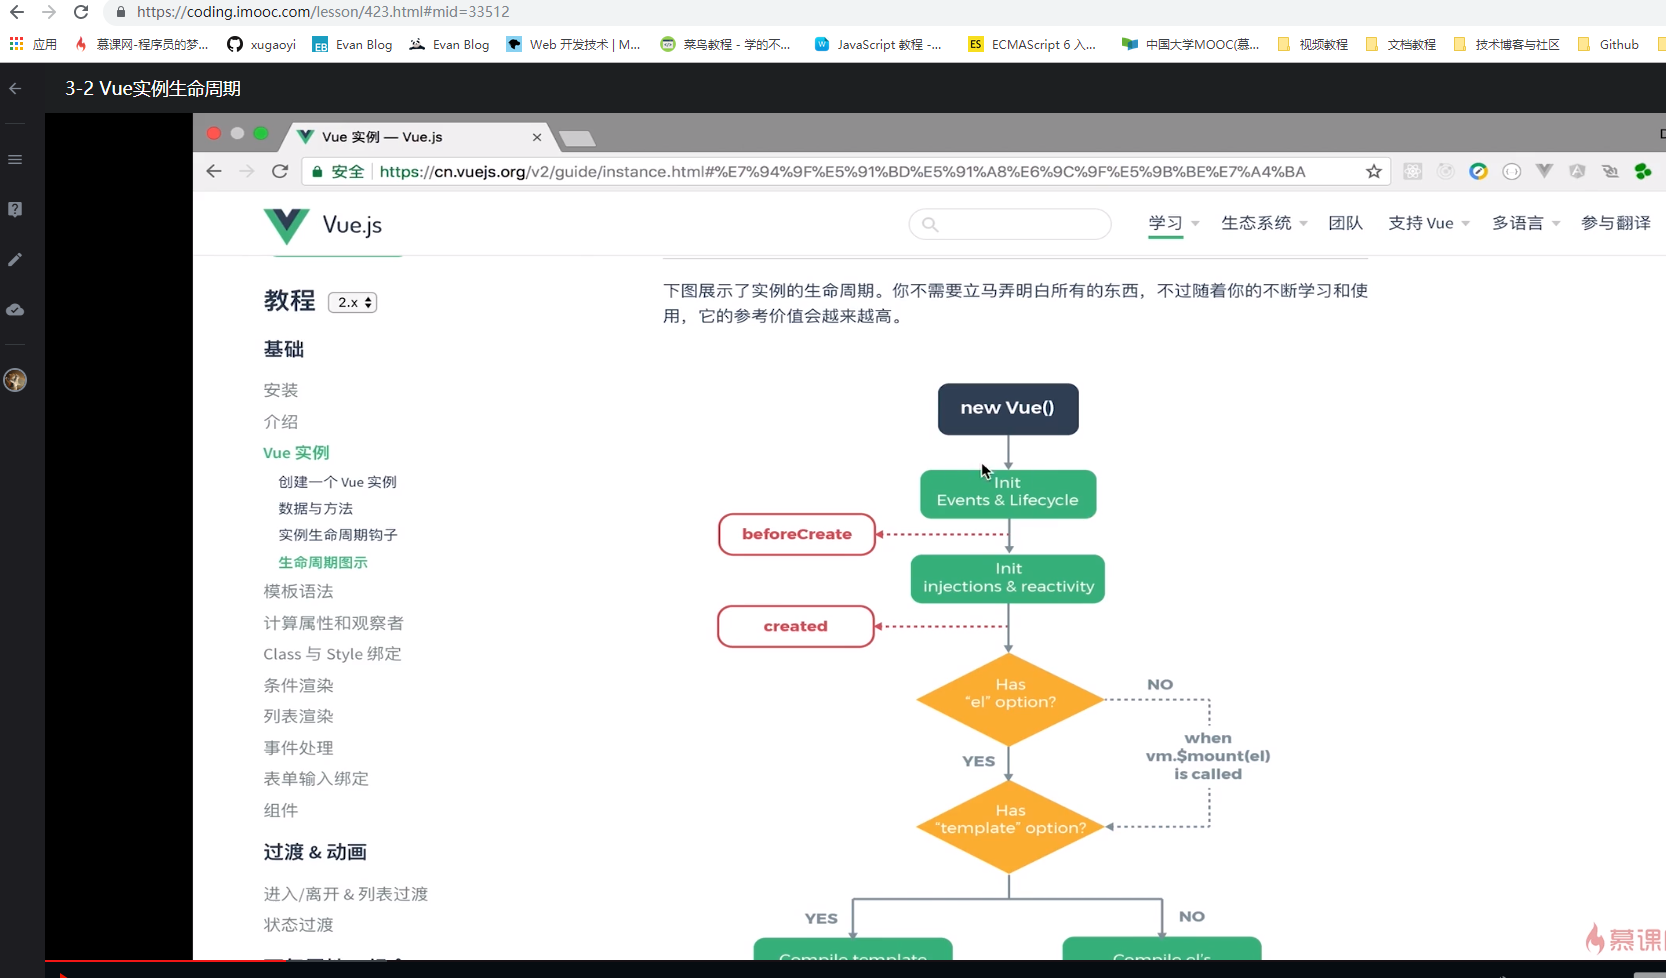 https://coding.imooc.com/lesson/423.html#mid=33512
应用 慕课网-程序员的梦... xugaoyi Evan Blog Evan Blog Web 开发技术 | M... 菜鸟教程 - 学的不... JavaScript 教程 -... ECMAScript 6 入... 中国大学MOOC(慕... 视频教程 文档教程 技术博客与社区 Github
3-2 Vue实例生命周期
Vue 实例 — Vue.js
安全 https://cn.vuejs.org/v2/guide/instance.html#%E7%94%9F%E5%91%BD%E5%91%A8%E6%9C%9F%E5%9B%BE%E7%A4%BA
Vue.js
学习 生态系统 团队 支持 Vue 多语言 参与翻译
教程 2.x
基础
安装
介绍
Vue 实例
创建一个 Vue 实例
数据与方法
实例生命周期钩子
生命周期图示
模板语法
计算属性和观察者
Class 与 Style 绑定
条件渲染
列表渲染
事件处理
表单输入绑定
组件
过渡 & 动画
进入/离开 & 列表过渡
状态过渡
下图展示了实例的生命周期。你不需要立马弄明白所有的东西，不过随着你的不断学习和使
用，它的参考价值会越来越高。
new Vue()
Init
Events & Lifecycle
beforeCreate
Init
injections & reactivity
created
Has
"el" option?
NO
when
vm.$mount(el)
is called
YES
Has
"template" option?
YES
NO
Compile template
Compile el's
慕课